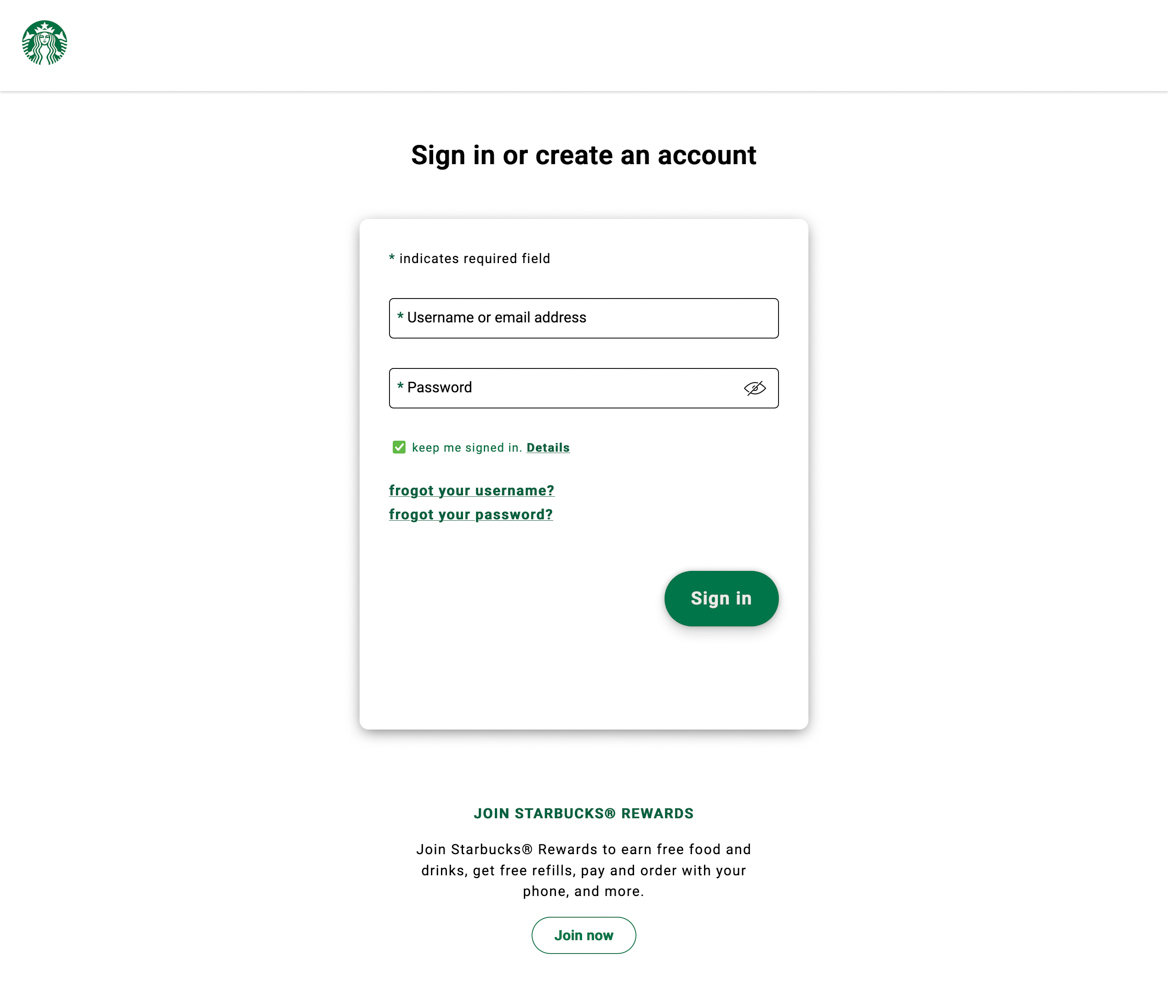 Sign in or create an account
* indicates required field
* Username or email address
* Password
keep me signed in. Details
frogot your username?
frogot your password?
Sign in
JOIN STARBUCKS® REWARDS
Join Starbucks® Rewards to earn free food and
drinks, get free refills, pay and order with your
phone, and more.
Join now